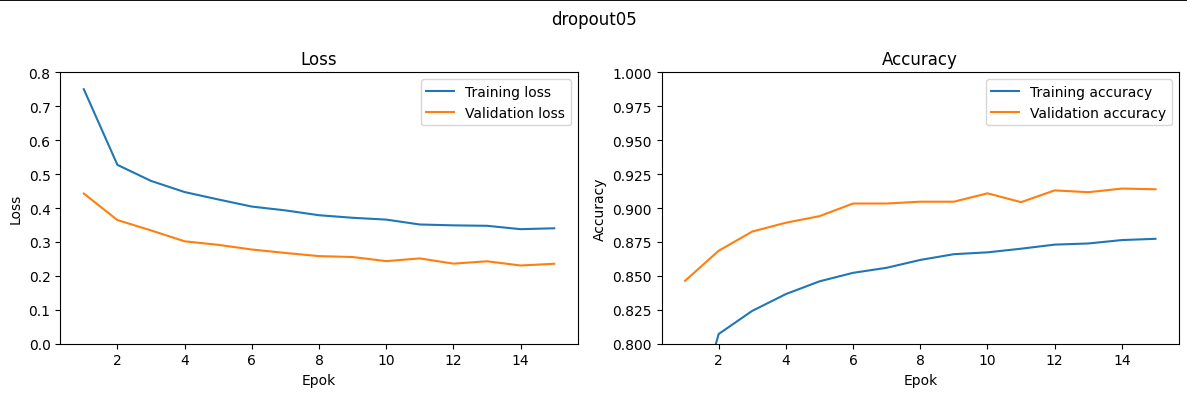 dropout05
Loss
0.8
0.7
0.6
0.5
0.4
0.3
0.2
0.1
0.0
Loss
Training loss
Validation loss
2 4 6 8 10 12 14
Epok
Accuracy
1.000
0.975
0.950
0.925
0.900
0.875
0.850
0.825
0.800
Accuracy
Training accuracy
Validation accuracy
2 4 6 8 10 12 14
Epok